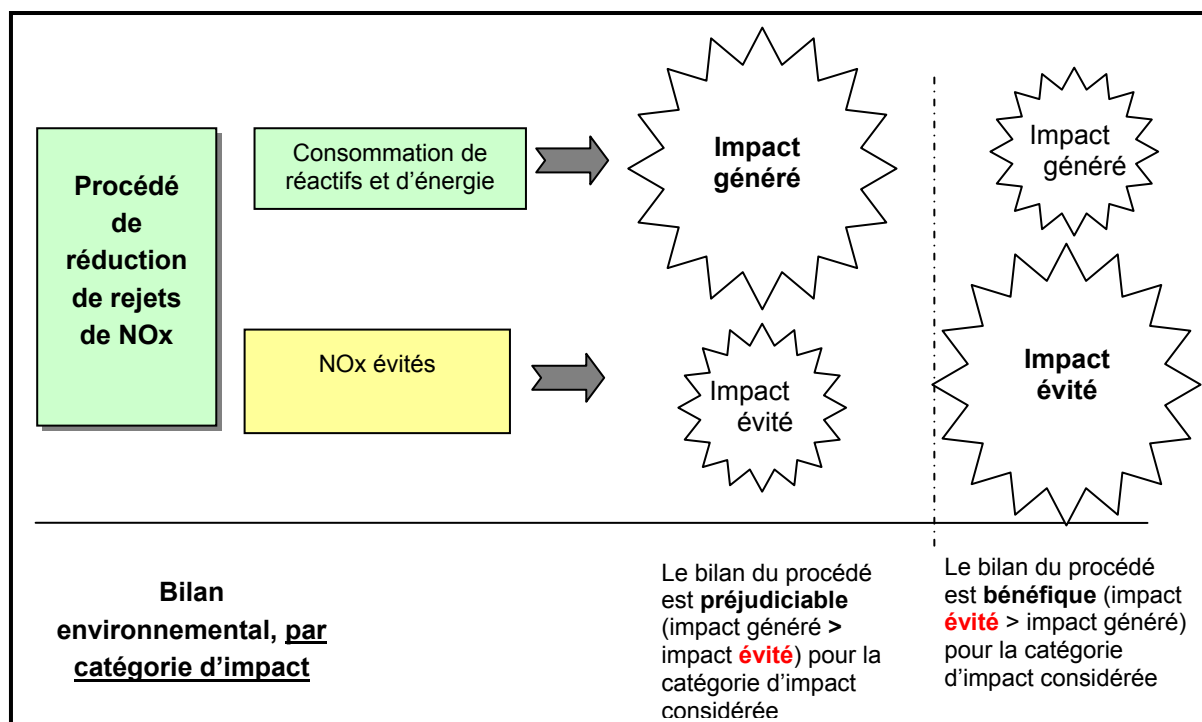 Procédé
de
réduction
de rejets
de NOx
Consommation de
réactifs et d’énergie
Impact
généré
Impact
généré
NOx évités
Impact
évité
Impact
évité
Bilan
environnemental, par
catégorie d’impact
Le bilan du procédé
est préjudiciable
(impact généré >
impact évité) pour la
catégorie d’impact
considérée
Le bilan du procédé
est bénéfique (impact
évité > impact généré)
pour la catégorie
d’impact considérée